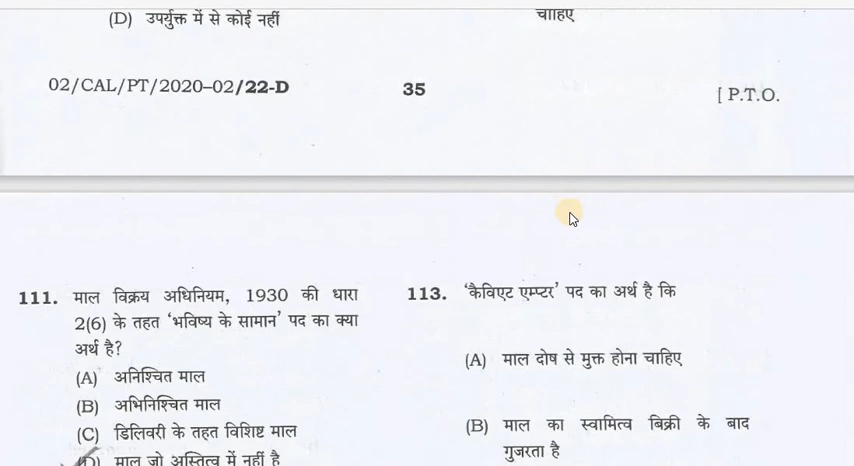 (D) उपर्युक्त में से कोई नहीं
चाहिए
02/CAL/PT/2020–02/22-D
35
[ P.T.O.
111. माल विक्रय अधिनियम, 1930 की धारा
2(6) के तहत ‘भविष्य के सामान’ पद का क्या
अर्थ है?
(A) अनिश्चित माल
(B) अभिनिश्चित माल
(C) डिलिवरी के तहत विशिष्ट माल
(D) माल जो अस्तित्व में नहीं है
113. ‘कैविएट एम्प्टर’ पद का अर्थ है कि
(A) माल दोष से मुक्त होना चाहिए
(B) माल का स्वामित्व बिक्री के बाद
गुजरता है